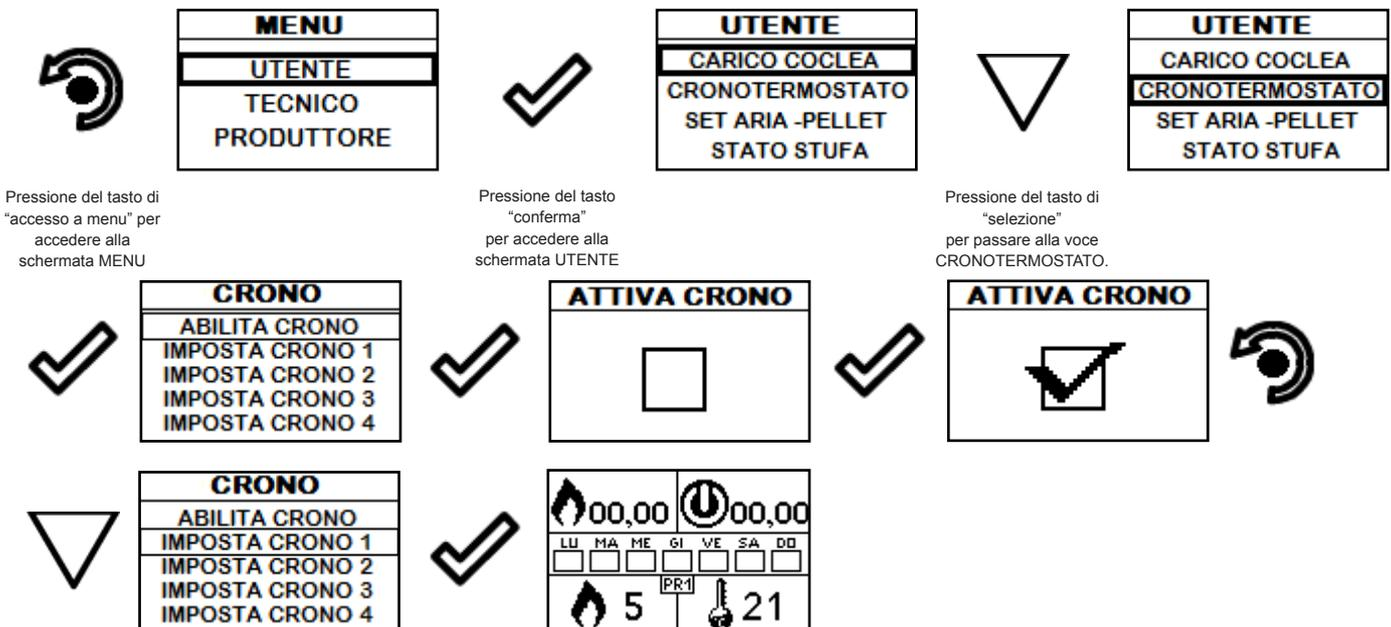 MENU
UTENTE
TECNICO
PRODUTTORE
UTENTE
CARICO COCLEA
CRONOTERMOSTATO
SET ARIA -PELLET
STATO STUFA
UTENTE
CARICO COCLEA
CRONOTERMOSTATO
SET ARIA -PELLET
STATO STUFA
Pressione del tasto di
“accesso a menu” per
accedere alla
schermata MENU
Pressione del tasto
“conferma”
per accedere alla
schermata UTENTE
Pressione del tasto di
“selezione”
per passare alla voce
CRONOTERMOSTATO.
CRONO
ABILITA CRONO
IMPOSTA CRONO 1
IMPOSTA CRONO 2
IMPOSTA CRONO 3
IMPOSTA CRONO 4
ATTIVA CRONO
ATTIVA CRONO
CRONO
ABILITA CRONO
IMPOSTA CRONO 1
IMPOSTA CRONO 2
IMPOSTA CRONO 3
IMPOSTA CRONO 4
00,00 00,00
LU MA ME GI VE SA DO
PR1
5 21